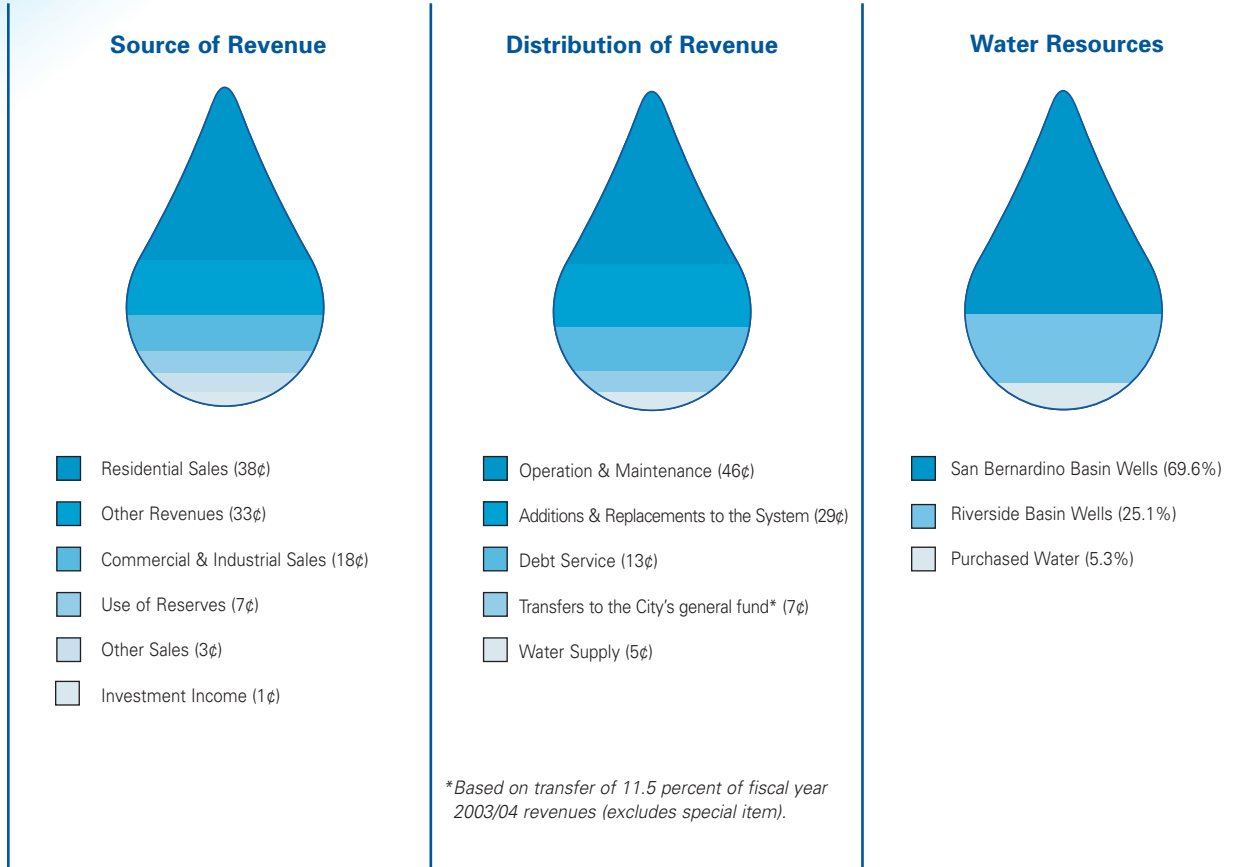 Source of Revenue
Residential Sales (38¢)
Other Revenues (33¢)
Commercial & Industrial Sales (18¢)
Use of Reserves (7¢)
Other Sales (3¢)
Investment Income (1¢)
Distribution of Revenue
Operation & Maintenance (46¢)
Additions & Replacements to the System (29¢)
Debt Service (13¢)
Transfers to the City's general fund* (7¢)
Water Supply (5¢)
*Based on transfer of 11.5 percent of fiscal year
2003/04 revenues (excludes special item).
Water Resources
San Bernardino Basin Wells (69.6%)
Riverside Basin Wells (25.1%)
Purchased Water (5.3%)